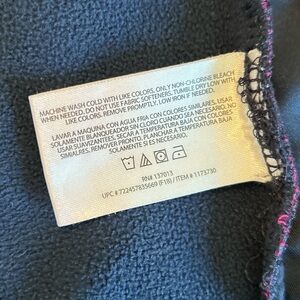 MACHINE WASH COLD WITH LIKE COLORS. ONLY NON-CHLORINE BLEACH
WHEN NEEDED. DO NOT USE FABRIC SOFTENERS. TUMBLE DRY LOW WITH
LIKE COLORS. REMOVE PROMPTLY. LOW IRON IF NEEDED.
LAVAR A MAQUINA CON AGUA FRIA CON COLORES SIMILARES. USAR
SOLAMENTE BLANQUEADOR SIN CLORO CUANDO SEA NECESARIO. NO
USAR SUAVIZANTES. SECAR A TEMPERATURA BAJA CON COLORES
SIMIALRES. REMOVER PRONTO. PLANCHAR A TEMPERATURA BAJA
SOLAMENTE SI ES NECESARIO.
RN# 137013
UPC # 722457835669 (F18) / ITEM # 1173730